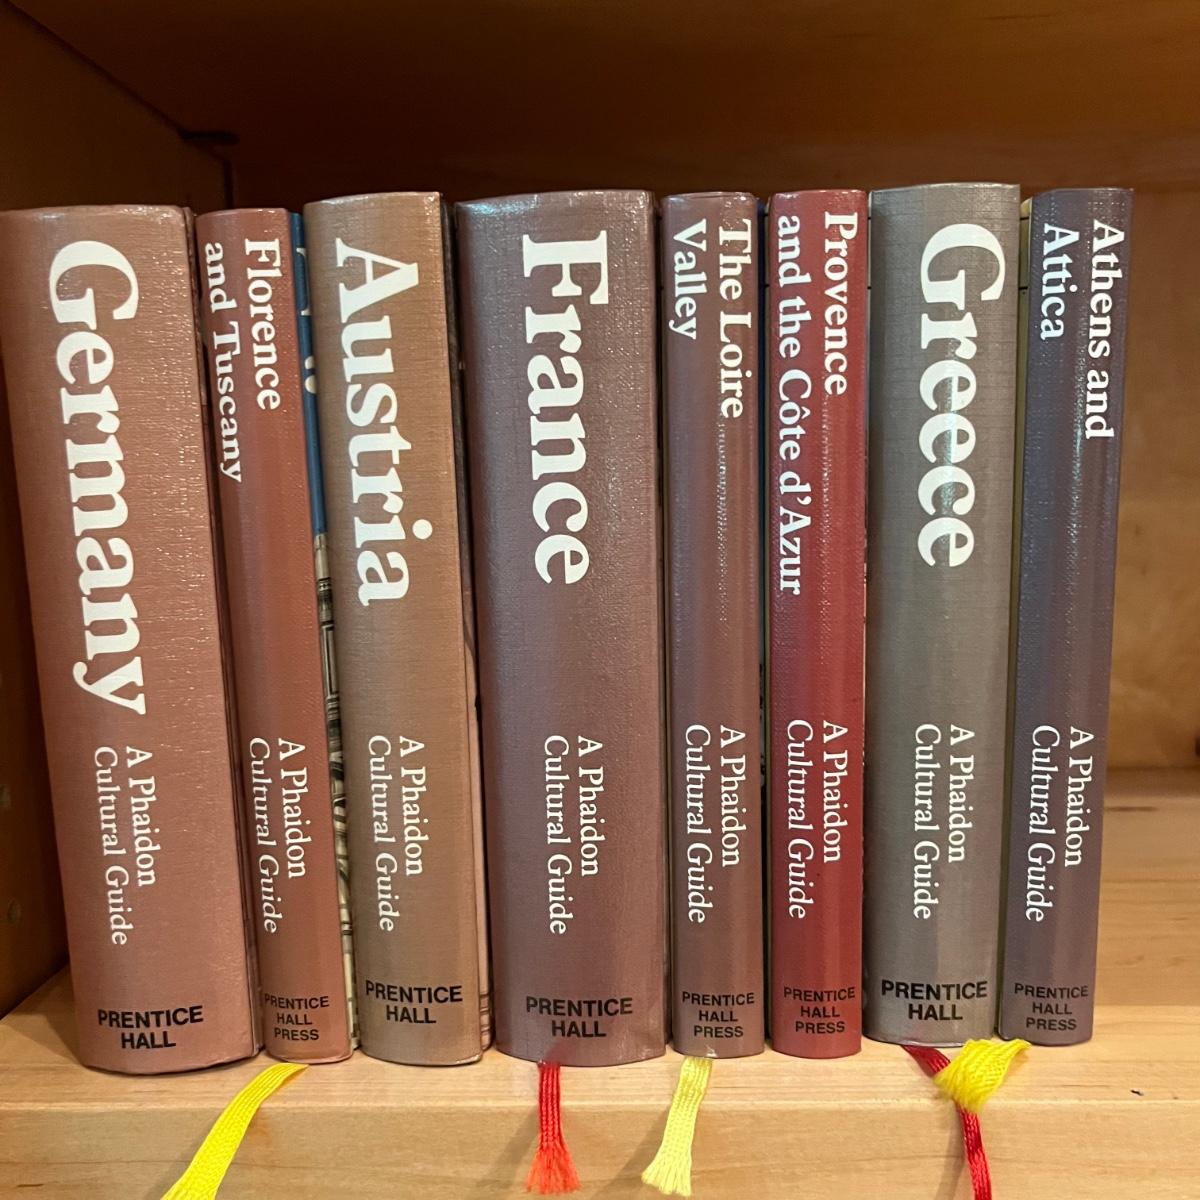 Germany
A Phaidon
Cultural Guide
PRENTICE
HALL
Florence
and Tuscany
A Phaidon
Cultural Guide
PRENTICE
HALL
PRESS
Austria
A Phaidon
Cultural Guide
PRENTICE
HALL
France
A Phaidon
Cultural Guide
PRENTICE
HALL
The Loire
Valley
A Phaidon
Cultural Guide
PRENTICE
HALL
PRESS
Provence
and the Côte d'Azur
A Phaidon
Cultural Guide
PRENTICE
HALL
PRESS
Greece
A Phaidon
Cultural Guide
PRENTICE
HALL
Athens and
Attica
A Phaidon
Cultural Guide
PRENTICE
HALL
PRESS